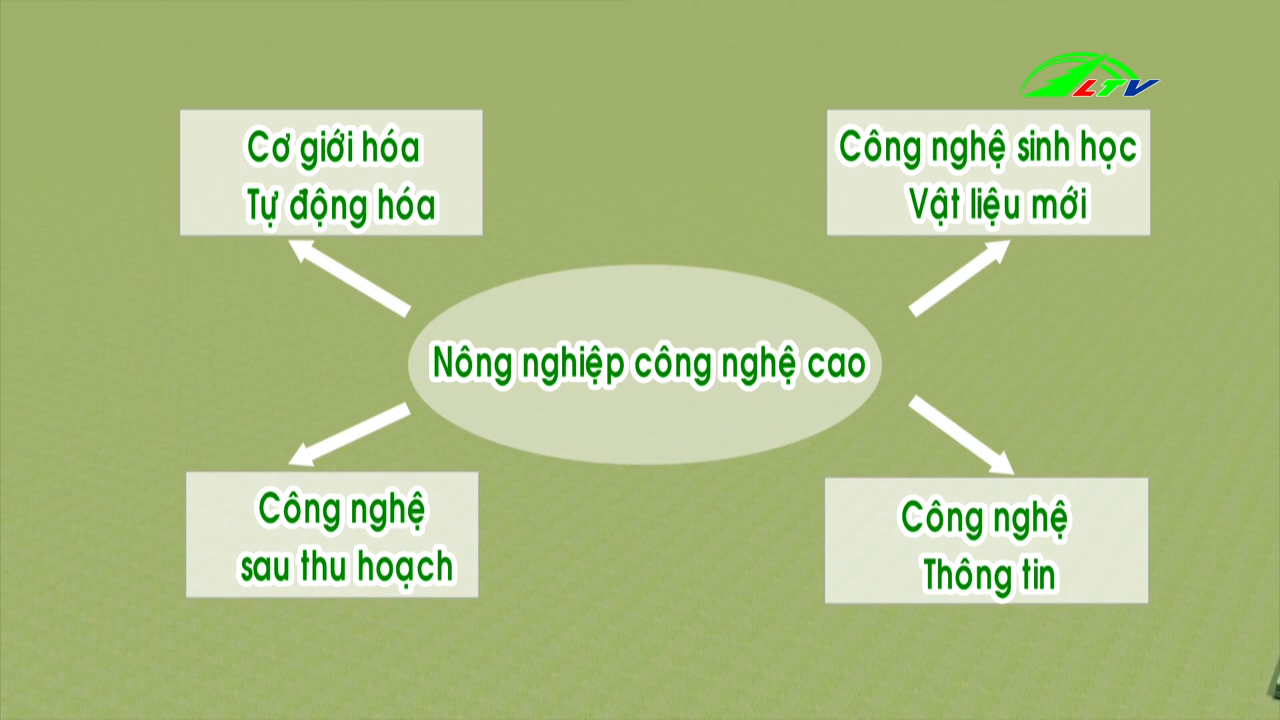 LTV
Cơ giới hóa
Tự động hóa
Công nghệ sinh học
Vật liệu mới
Nông nghiệp công nghệ cao
Công nghệ
sau thu hoạch
Công nghệ
Thông tin